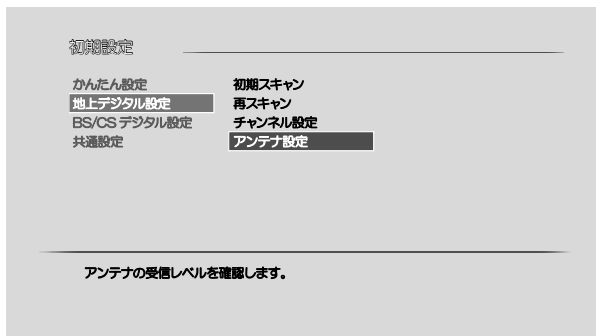 初期設定
かんたん設定
地上デジタル設定
BS/CSデジタル設定
共通設定
初期スキャン
再スキャン
チャンネル設定
アンテナ設定
アンテナの受信レベルを確認します。